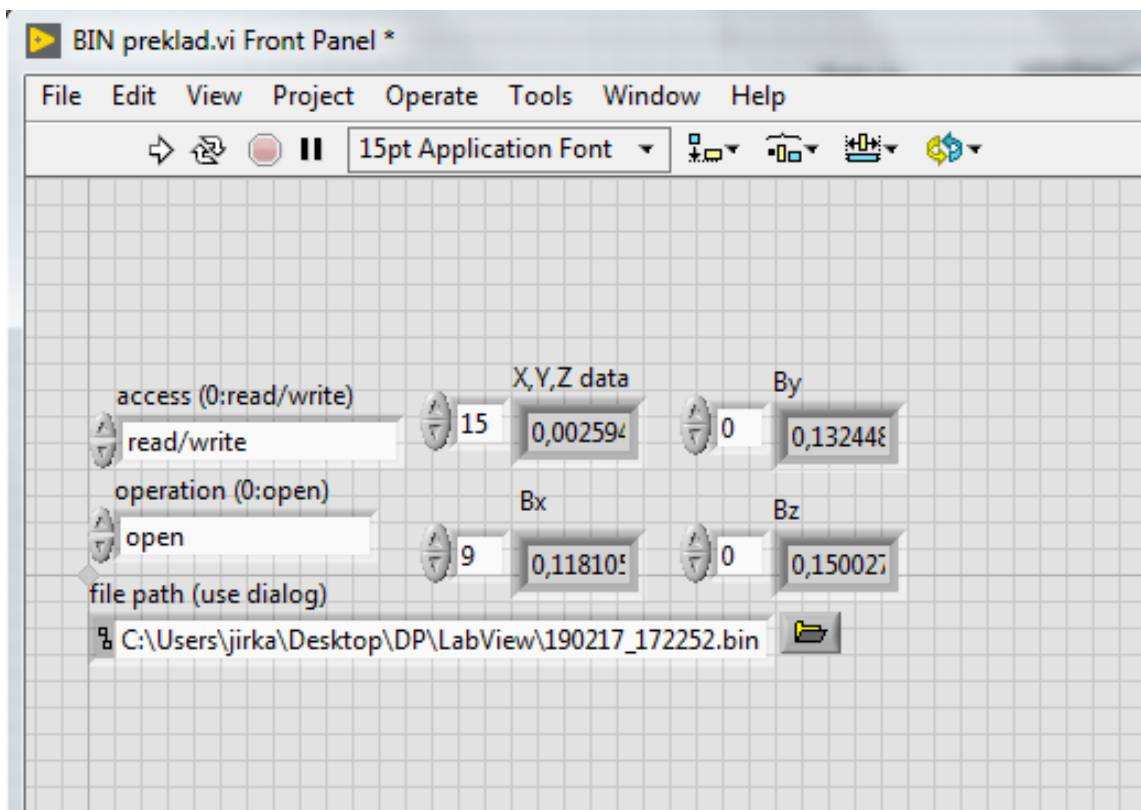 BIN preklad.vi Front Panel *
File Edit View Project Operate Tools Window Help
15pt Application Font
X,Y,Z data
By
access (0:read/write)
15
0,002594
0
0,132448
read/write
operation (0:open)
Bx
Bz
open
9
0,118105
0
0,150027
file path (use dialog)
C:\Users\jirka\Desktop\DP\LabView\190217_172252.bin